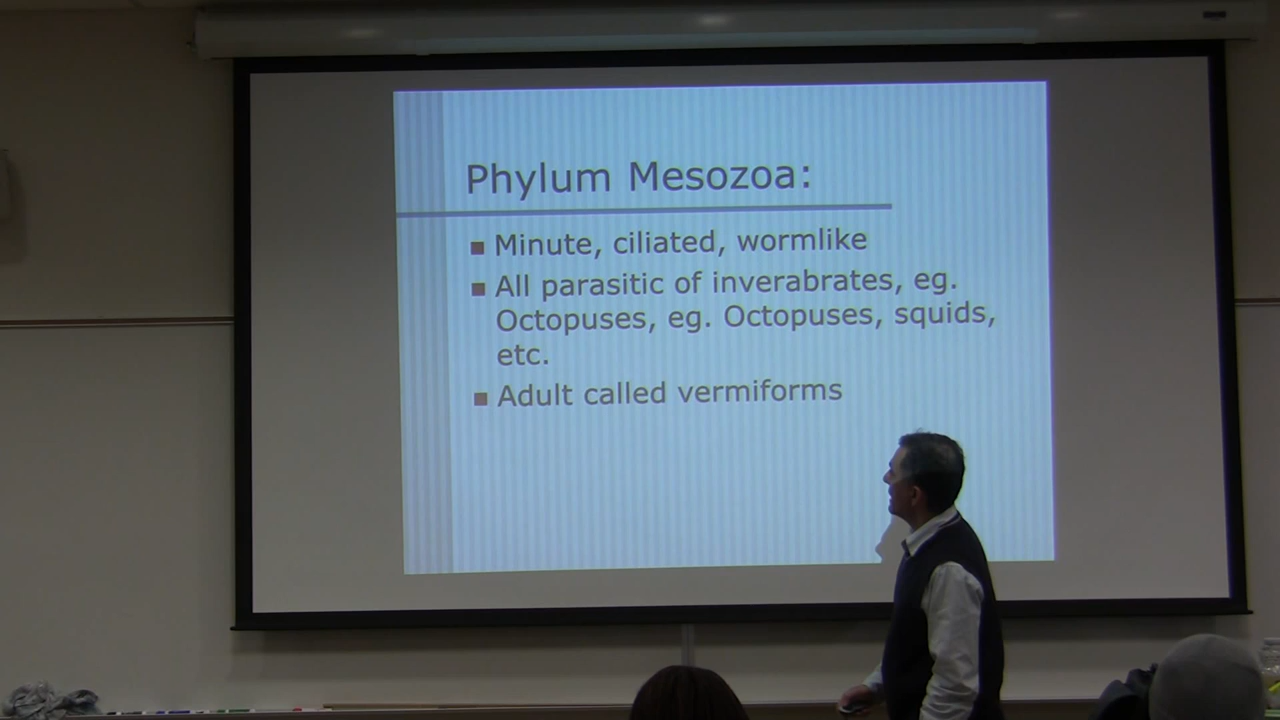 Phylum Mesozoa:
Minute, ciliated, wormlike
All parasitic of inverabrates, eg.
Octopuses, eg. Octopuses, squids,
etc.
Adult called vermiforms